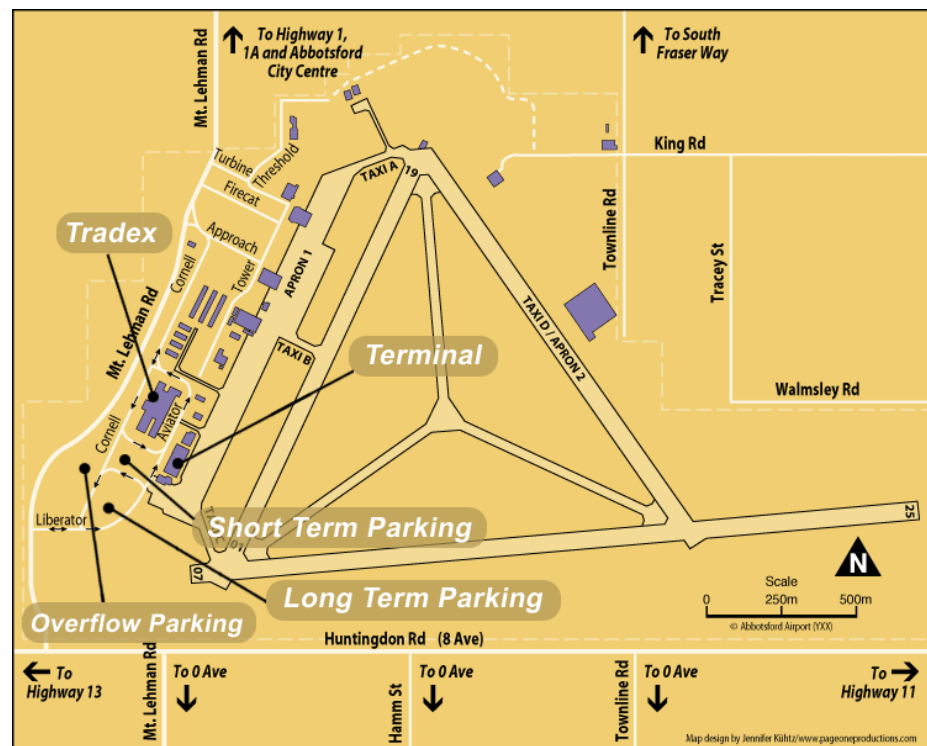 Mt. Lehman Rd
To Highway 1,
1A and Abbotsford
City Centre
To South
Fraser Way
King Rd
Turbine
Threshold
Firecat
TAXI A
19
Townline Rd
Tradex
Approach
Cornell
Tower
APRON 1
Tracey St
Mt. Lehman Rd
TAXI B
Terminal
TAXI D / APRON 2
Walmsley Rd
Cornell
Aviator
Liberator
Short Term Parking
01
25
07
N
Long Term Parking
Scale
0
250m
500m
Overflow Parking
© Abbotsford Airport (YXX)
Huntingdon Rd (8 Ave)
Mt. Lehman Rd
To
Highway 13
To 0 Ave
Hamm St
To 0 Ave
Townline Rd
To 0 Ave
To
Highway 11
Map design by Jennifer Kühtz/www.pageoneproductions.com